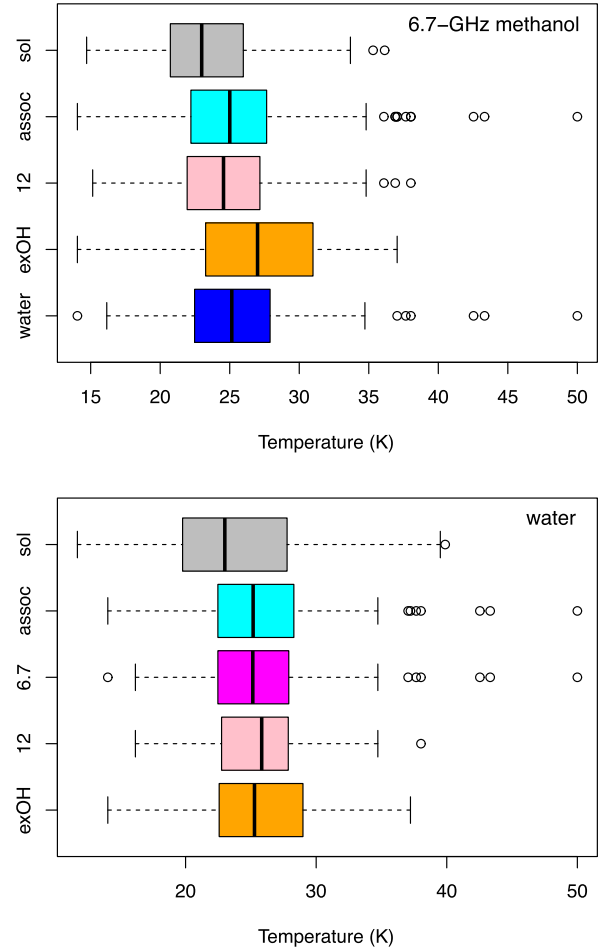 6.7−GHz methanol
sol
assoc
12
exOH
water
15 20 25 30 35 40 45 50
Temperature (K)
water
sol
assoc
6.7
12
exOH
20 30 40 50
Temperature (K)